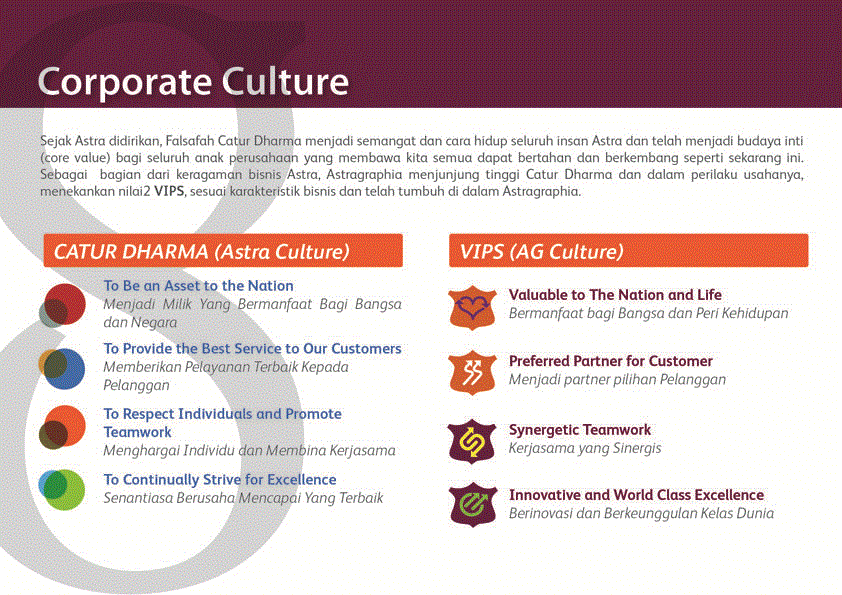 Corporate Culture
Sejak Astra didirikan, Falsafah Catur Dharma menjadi semangat dan cara hidup seluruh insan Astra dan telah menjadi budaya inti
(core value) bagi seluruh anak perusahaan yang membawa kita semua dapat bertahan dan berkembang seperti sekarang ini.
Sebagai bagian dari keragaman bisnis Astra, Astragraphia menjunjung tinggi Catur Dharma dan dalam perilaku usahanya,
menekankan nilai2 VIPS, sesuai karakteristik bisnis dan telah tumbuh di dalam Astragraphia.
CATUR DHARMA (Astra Culture)
To Be an Asset to the Nation
Menjadi Milik Yang Bermanfaat Bagi Bangsa
dan Negara
To Provide the Best Service to Our Customers
Memberikan Pelayanan Terbaik Kepada
Pelanggan
To Respect Individuals and Promote
Teamwork
Menghargai Individu dan Membina Kerjasama
To Continually Strive for Excellence
Senantiasa Berusaha Mencapai Yang Terbaik
VIPS (AG Culture)
Valuable to The Nation and Life
Bermanfaat bagi Bangsa dan Peri Kehidupan
Preferred Partner for Customer
Menjadi partner pilihan Pelanggan
Synergetic Teamwork
Kerjasama yang Sinergis
Innovative and World Class Excellence
Berinovasi dan Berkeunggulan Kelas Dunia